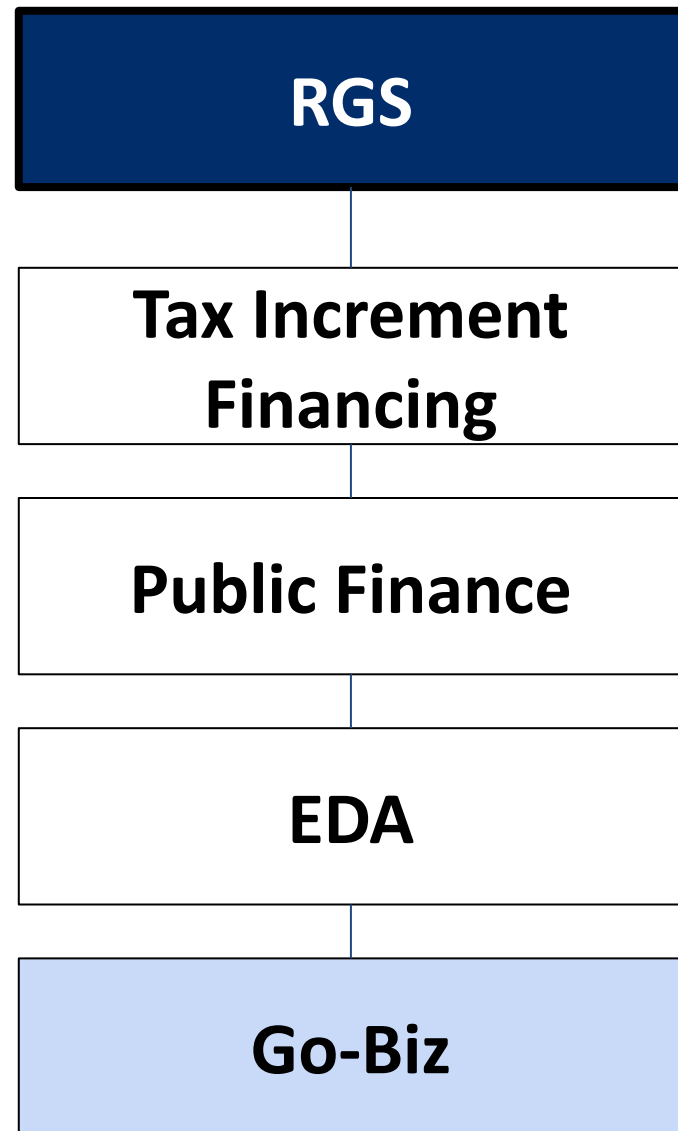 RGS
Tax Increment
Financing
Public Finance
EDA
Go-Biz